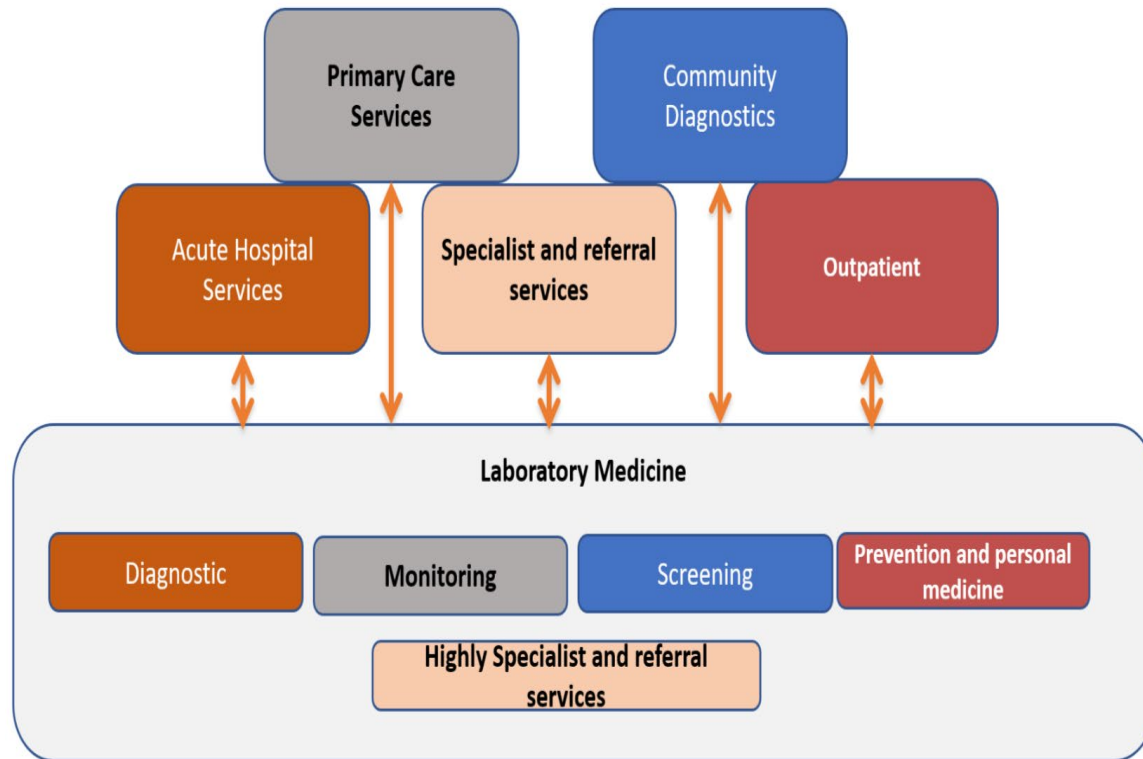 Primary Care
Services
Community
Diagnostics
Acute Hospital
Services
Specialist and referral
services
Outpatient
Laboratory Medicine
Diagnostic
Monitoring
Screening
Prevention and personal
medicine
Highly Specialist and referral
services